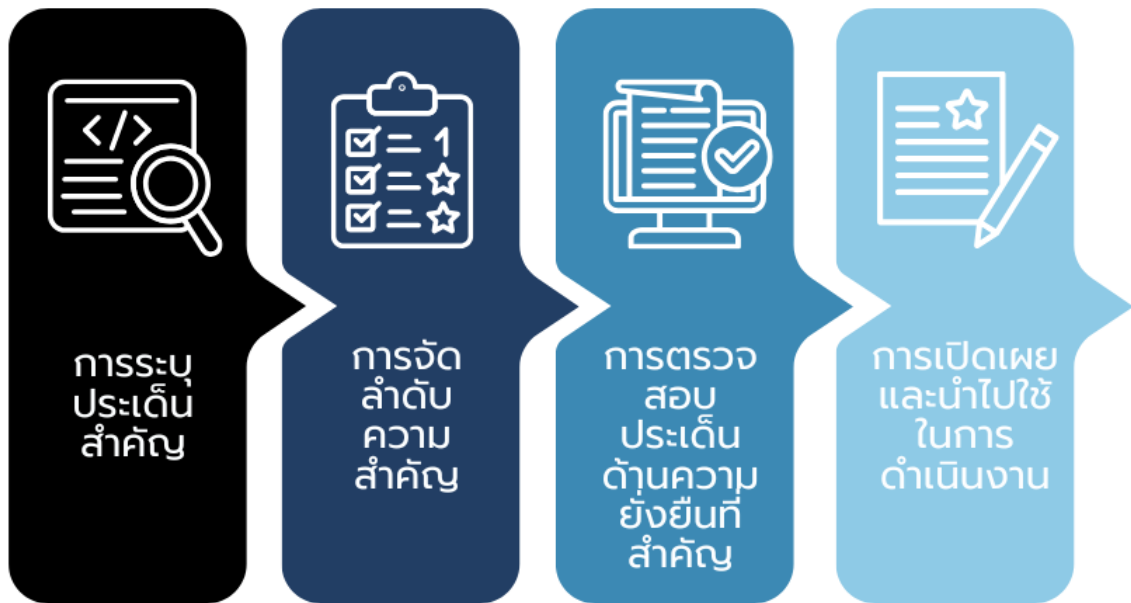 </>
1
การระบุ
ประเด็น
สำคัญ
การจัด
ลำดับ
ความ
สำคัญ
การตรวจ
สอบ
ประเด็น
ด้านความ
ยั่งยืนที่
สำคัญ
การเปิดเผย
และนำไปใช้
ในการ
ดำเนินงาน